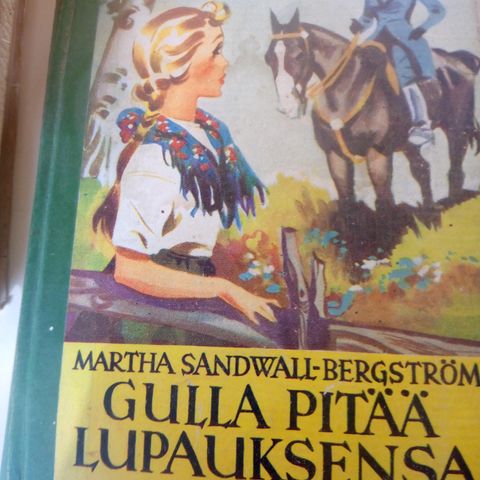 MARTHA SANDWALL-BERGSTRÖM
GULLA PITÄÄ
LUPAUKSENSA